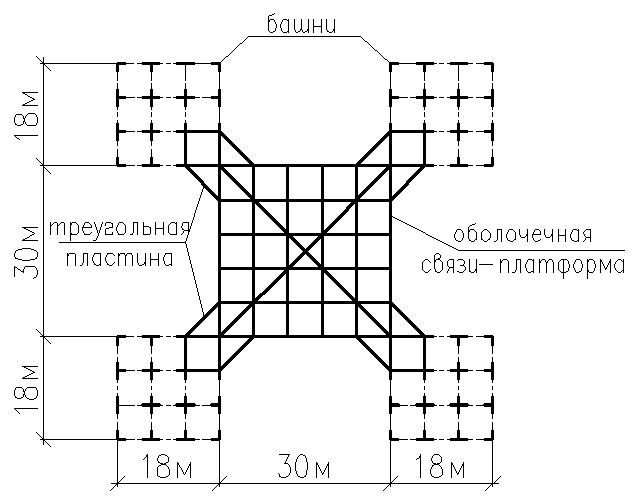 башни
18м
30м
18м
треугольная
пластина
оболочечная
связи-платформа
18м
30м
18м